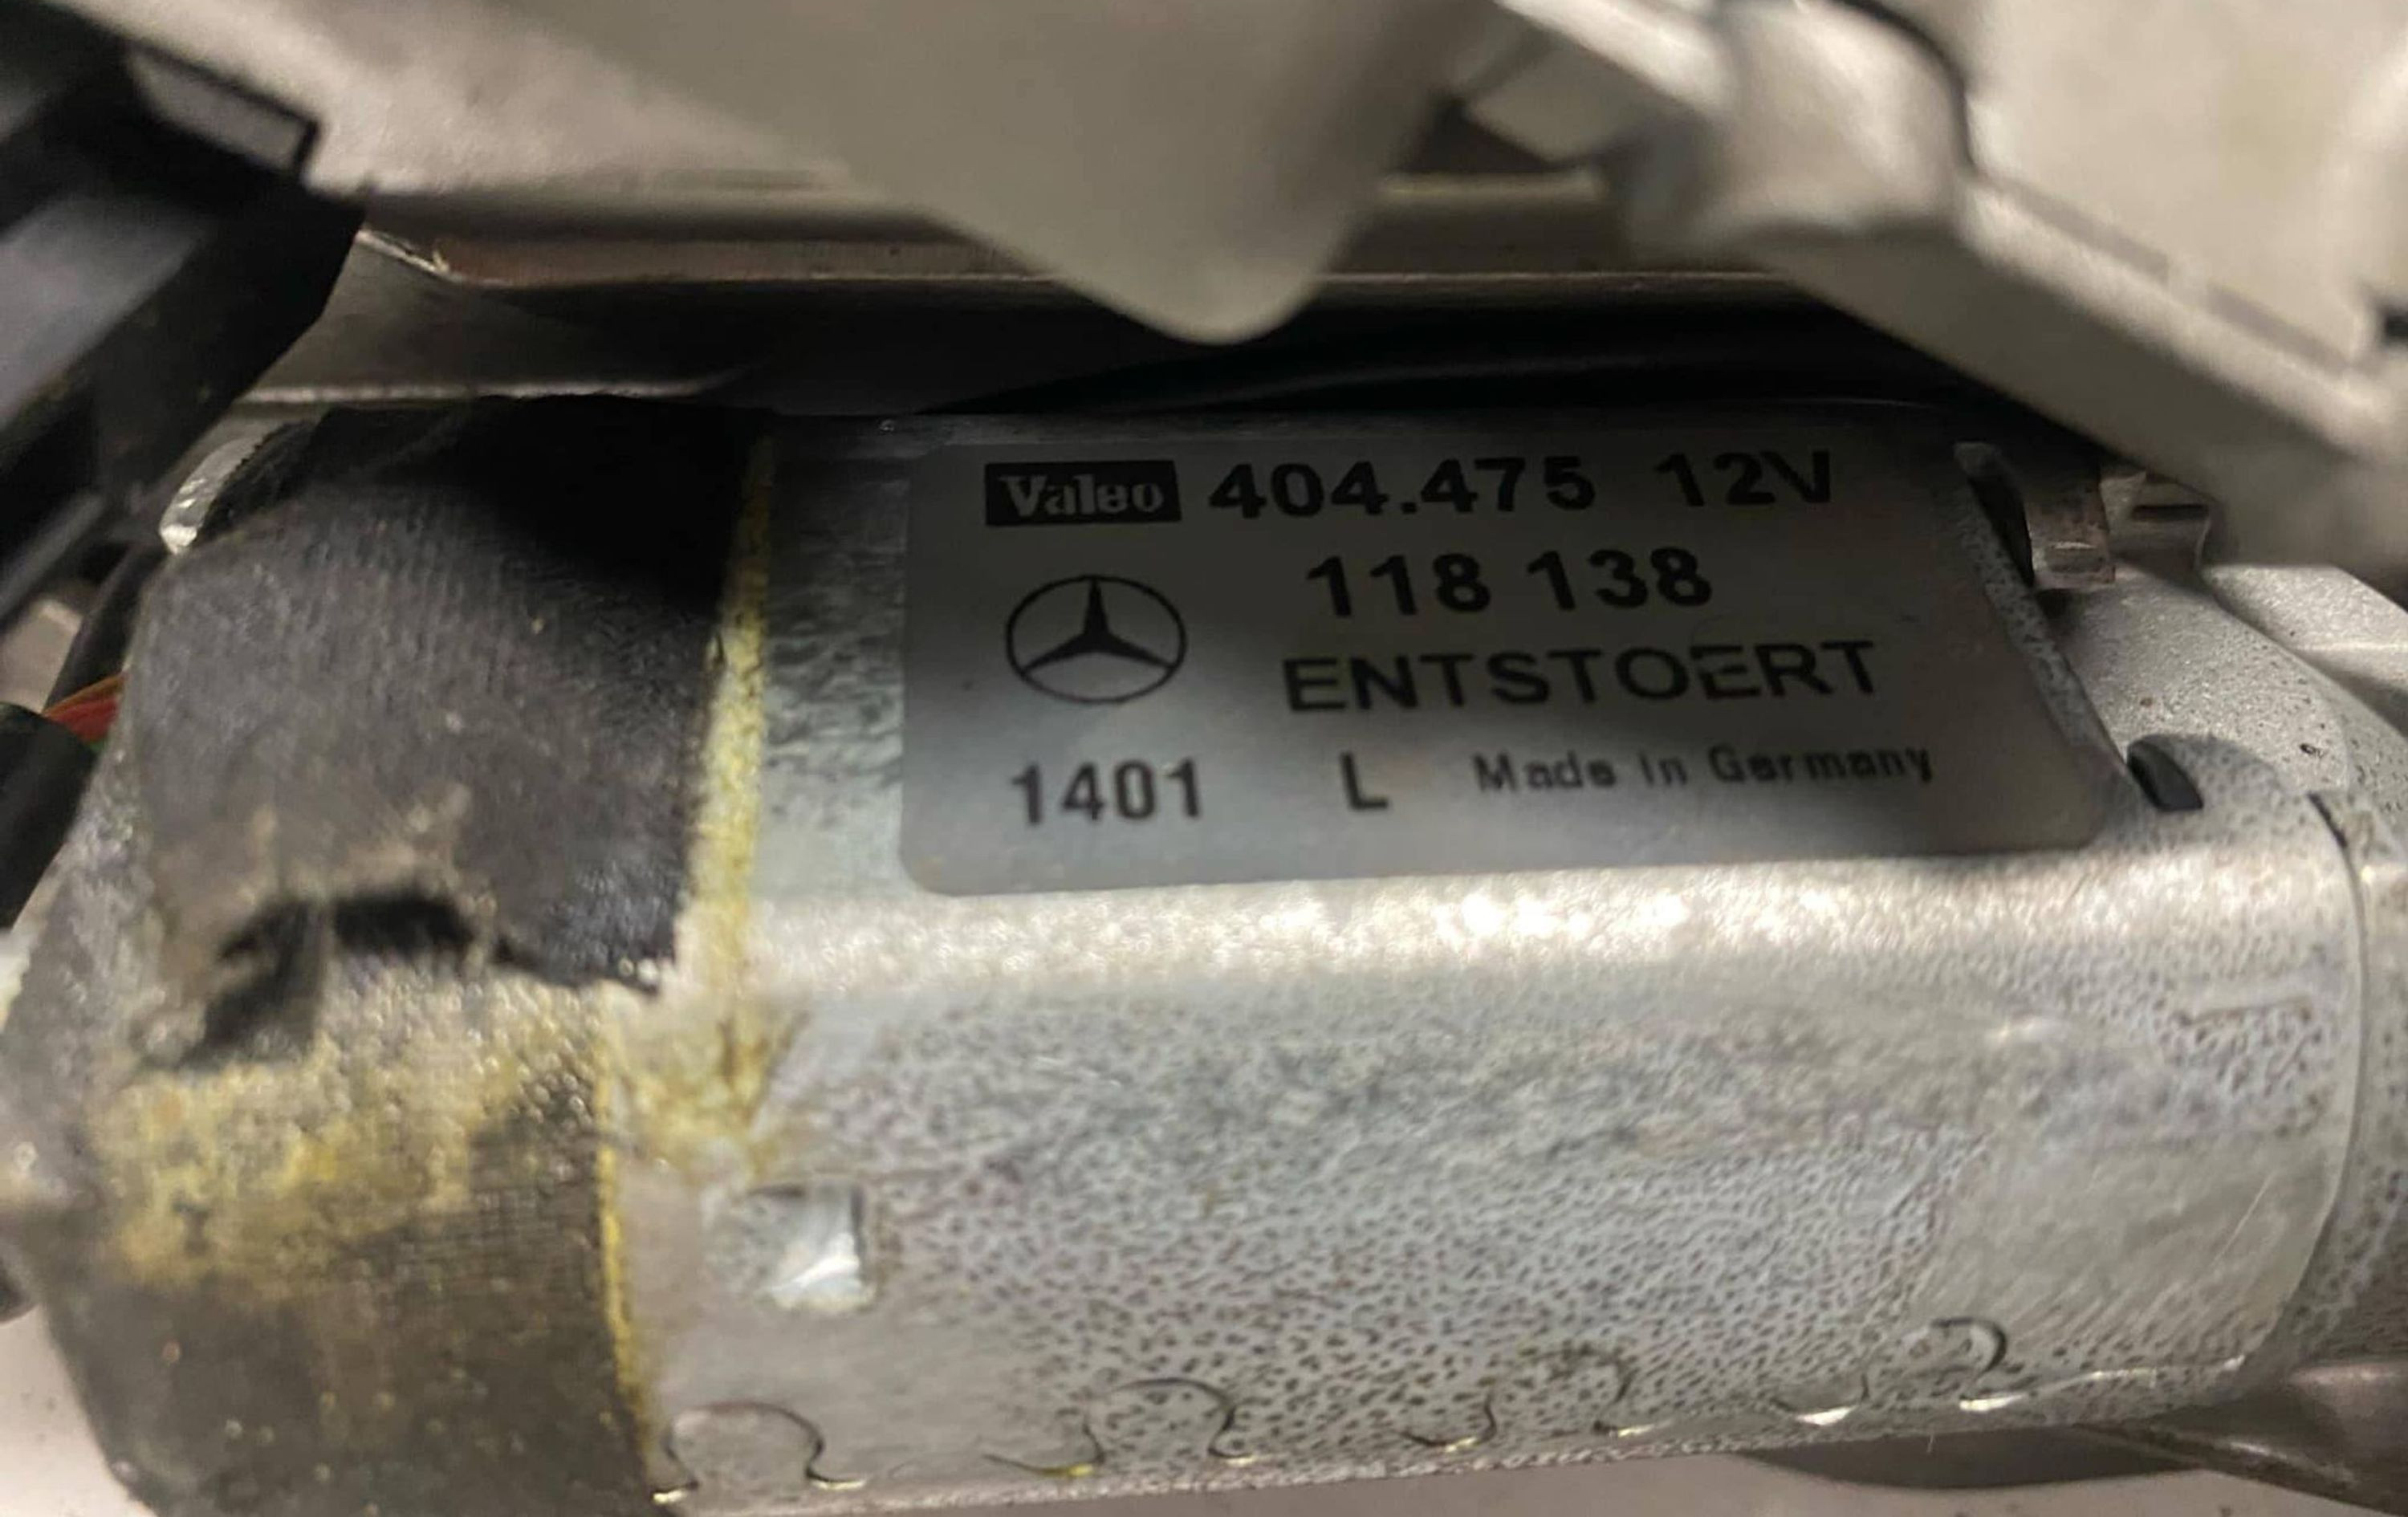 Valeo 404.475 12V
118 138
ENTSTOERT
1401 L Made in Germany